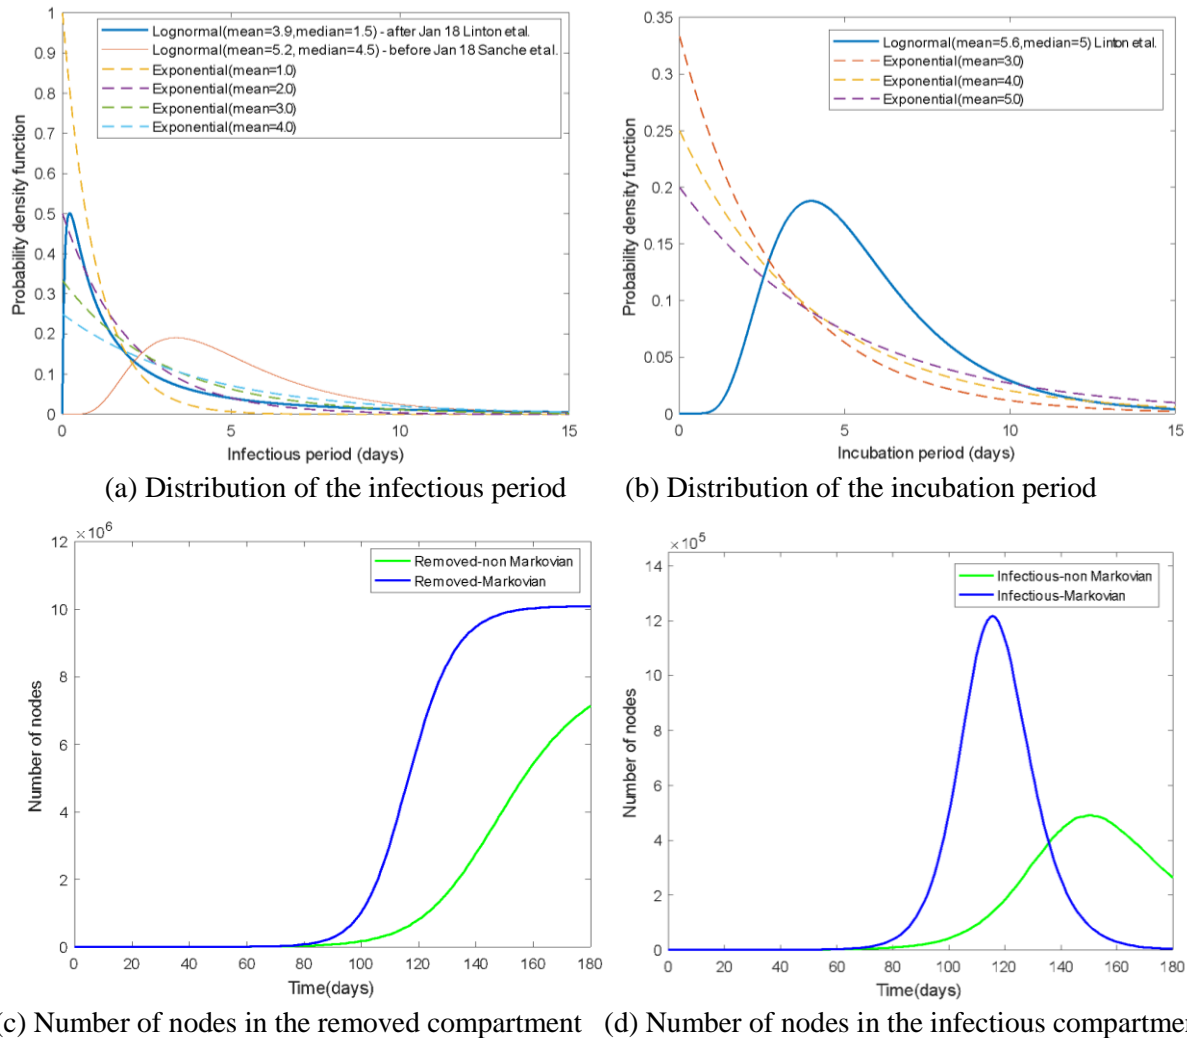 1
0.9
0.8
0.7
0.6
0.5
0.4
0.3
0.2
0.1
0
Probability density function
Lognormal(mean=3.9,median=1.5) - after Jan 18 Linton et al.
Lognormal(mean=5.2, median=4.5) - before Jan 18 Sanche et al.
Exponential(mean=1.0)
Exponential(mean=2.0)
Exponential(mean=3.0)
Exponential(mean=4.0)
0 5 10 15
Infectious period (days)
(a) Distribution of the infectious period
0.35
0.3
0.25
0.2
0.15
0.1
0.05
0
Probability density function
Lognormal(mean=5.6,median=5) Linton et al.
Exponential(mean=3.0)
Exponential(mean=4.0)
Exponential(mean=5.0)
0 5 10 15
Incubation period (days)
(b) Distribution of the incubation period
×10⁶
12
10
8
6
4
2
0
Number of nodes
Removed-non Markovian
Removed-Markovian
0 20 40 60 80 100 120 140 160 180
Time(days)
(c) Number of nodes in the removed compartment
×10⁵
14
12
10
8
6
4
2
0
Number of nodes
Infectious-non Markovian
Infectious-Markovian
0 20 40 60 80 100 120 140 160 180
Time(days)
(d) Number of nodes in the infectious compartme